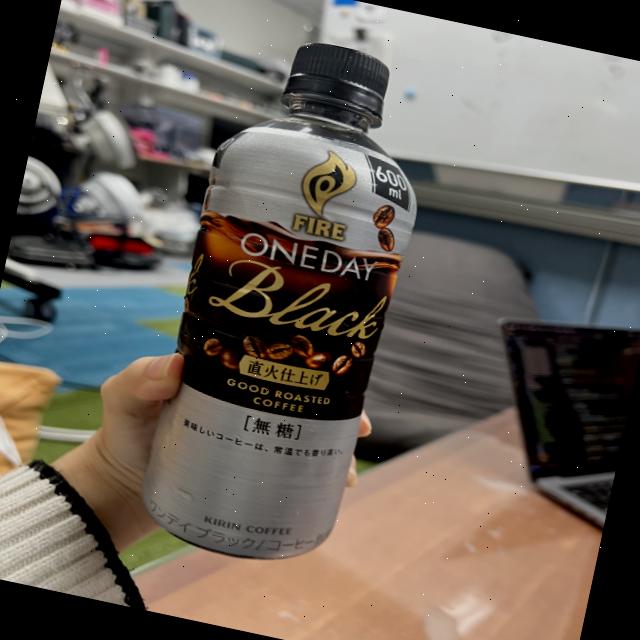 600
ml
FIRE
ONEDAY
Black
直火仕上げ
GOOD ROASTED
COFFEE
[無糖]
美味しいコーヒーは、常温でも香り高い。
KIRIN COFFEE
ワンデイ ブラック/コーヒー